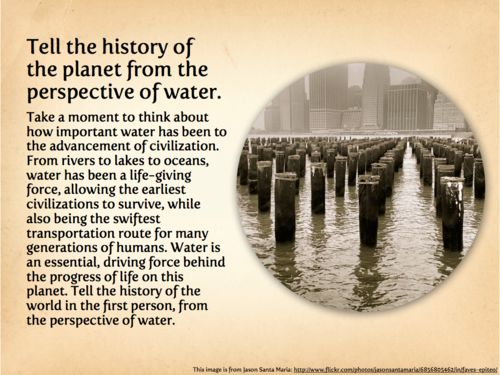 Tell the history of
the planet from the
perspective of water.
Take a moment to think about
how important water has been to
the advancement of civilization.
From rivers to lakes to oceans,
water has been a life-giving
force, allowing the earliest
civilizations to survive, while
also being the swiftest
transportation route for many
generations of humans. Water is
an essential, driving force behind
the progress of life on this
planet. Tell the history of the
world in the first person, from
the perspective of water.
This image is from Jason Santa Maria: http://www.flickr.com/photos/jasonsantamaria/6856805462/in/faves-epiteo/